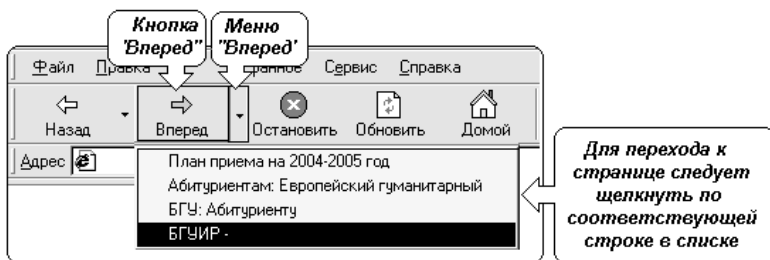 Кнопка
'Вперед"
Меню
"Вперед'
Файл Правка Сервис Справка
Назад Вперед Остановить Обновить Домой
Адрес
План приема на 2004-2005 год
Абитуриентам: Европейский гуманитарный
БГУ: Абитуриенту
БГУИР -
Для перехода к
странице следует
щелкнуть по
соответствующей
строке в списке